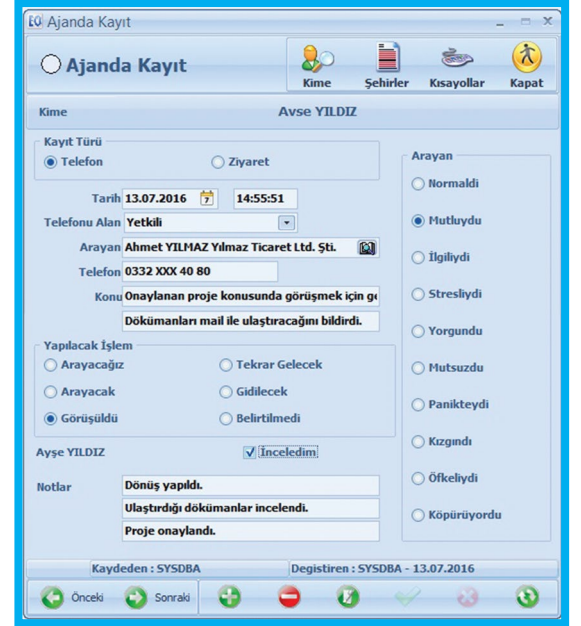 EQ Ajanda Kayıt
Ajanda Kayıt
Kime Şehirler Kısayollar Kapat
Kime Avse YILDIZ
Kayıt Türü
Telefon Ziyaret
Tarih 13.07.2016 7 14:55:51
Telefonu Alan Yetkili
Arayan Ahmet YILMAZ Yılmaz Ticaret Ltd. Şti.
Telefon 0332 XXX 40 80
Konu Onaylanan proje konusunda görüşmek için ge
Dökümanları mail ile ulaştıracağını bildirdi.
Yapılacak İşlem
Arayacağız Tekrar Gelecek
Arayacak Gidilecek
Görüşüldü Belirtilmedi
Ayşe YILDIZ İnceledim
Notlar Dönüş yapıldı.
Ulaştırdığı dökümanlar incelendi.
Proje onaylandı.
Arayan
Normaldi
Mutluydu
İlgiliydi
Stresliydi
Yorgundu
Mutsuzdu
Panikteydi
Kızgındı
Öfkeliydi
Köpürüyordu
Kaydeden : SYSDBA Degistiren : SYSDBA - 13.07.2016
Önceki Sonraki